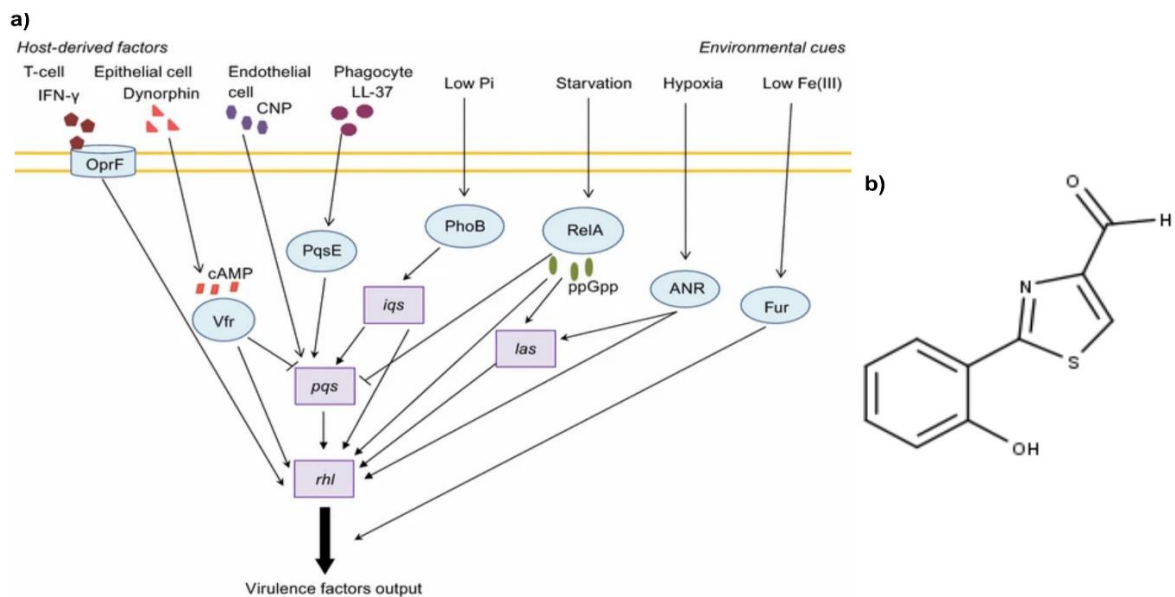 a)
Host-derived factors
Environmental cues
T-cell
Epithelial cell
Endothelial
cell
Phagocyte
IFN-γ
Dynorphin
CNP
LL-37
Low Pi
Starvation
Hypoxia
Low Fe(III)
OprF
b)
PqsE
PhoB
RelA
cAMP
ppGpp
ANR
Vfr
iqs
Fur
las
pqs
rhl
Virulence factors output
O
H
N
S
OH